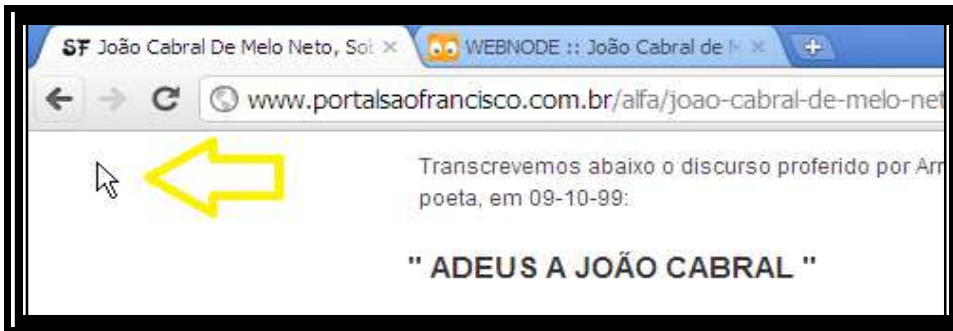 SF João Cabral De Melo Neto, Sob
WEBNODE :: João Cabral de
www.portalsaofrancisco.com.br/alfa/joao-cabral-de-melo-net
Transcrevemos abaixo o discurso proferido por
poeta, em 09-10-99:
" ADEUS A JOÃO CABRAL "